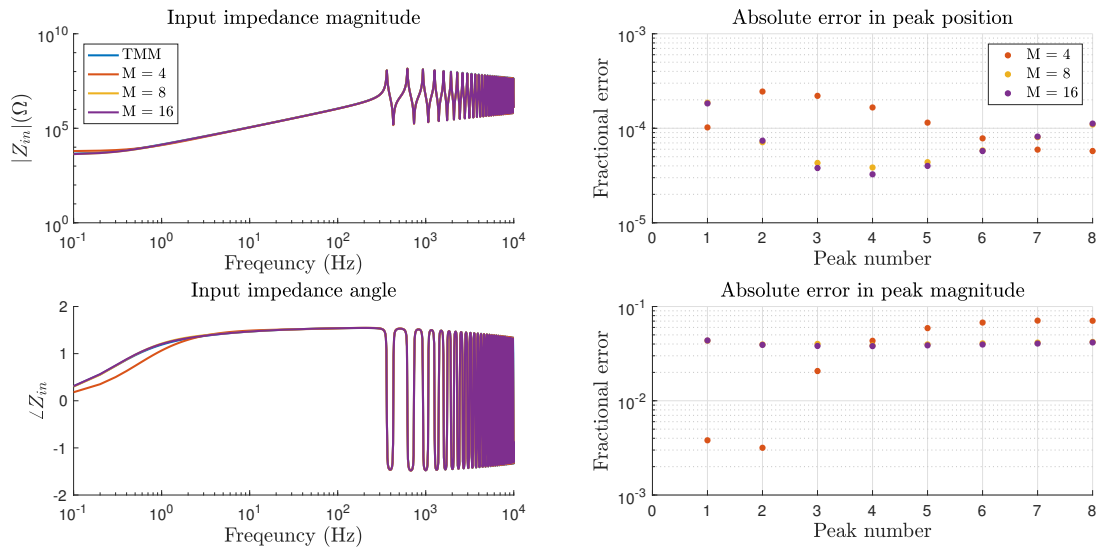 Input impedance magnitude
|Z_in|(Ω)
10^10
10^5
10^0
TMM
M = 4
M = 8
M = 16
10^-1 10^0 10^1 10^2 10^3 10^4
Freqeuncy (Hz)
Absolute error in peak position
Fractional error
10^-3
10^-4
10^-5
M = 4
M = 8
M = 16
0 1 2 3 4 5 6 7 8
Peak number
Input impedance angle
∠Z_in
2
1
0
-1
-2
10^-1 10^0 10^1 10^2 10^3 10^4
Freqeuncy (Hz)
Absolute error in peak magnitude
Fractional error
10^-1
10^-2
10^-3
0 1 2 3 4 5 6 7 8
Peak number